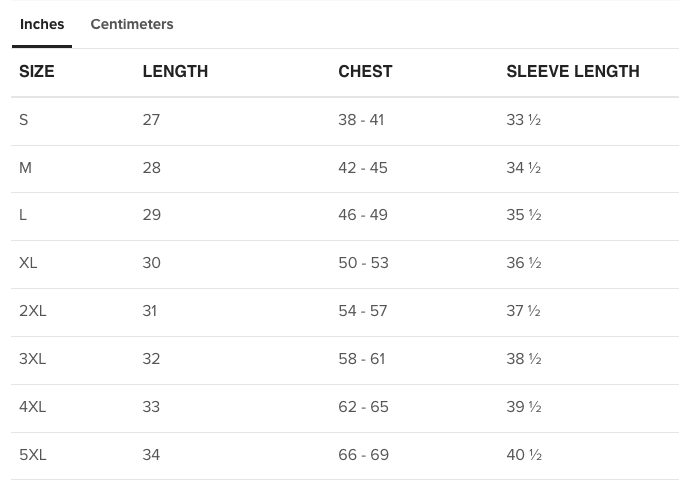 Inches Centimeters
SIZE LENGTH CHEST SLEEVE LENGTH
S 27 38 - 41 33 ½
M 28 42 - 45 34 ½
L 29 46 - 49 35 ½
XL 30 50 - 53 36 ½
2XL 31 54 - 57 37 ½
3XL 32 58 - 61 38 ½
4XL 33 62 - 65 39 ½
5XL 34 66 - 69 40 ½